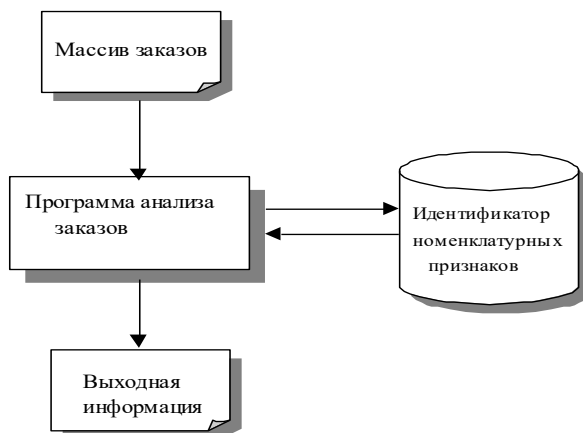 Массив заказов
Программа анализа
заказов
Идентификатор
номенклатурных
признаков
Выходная
информация